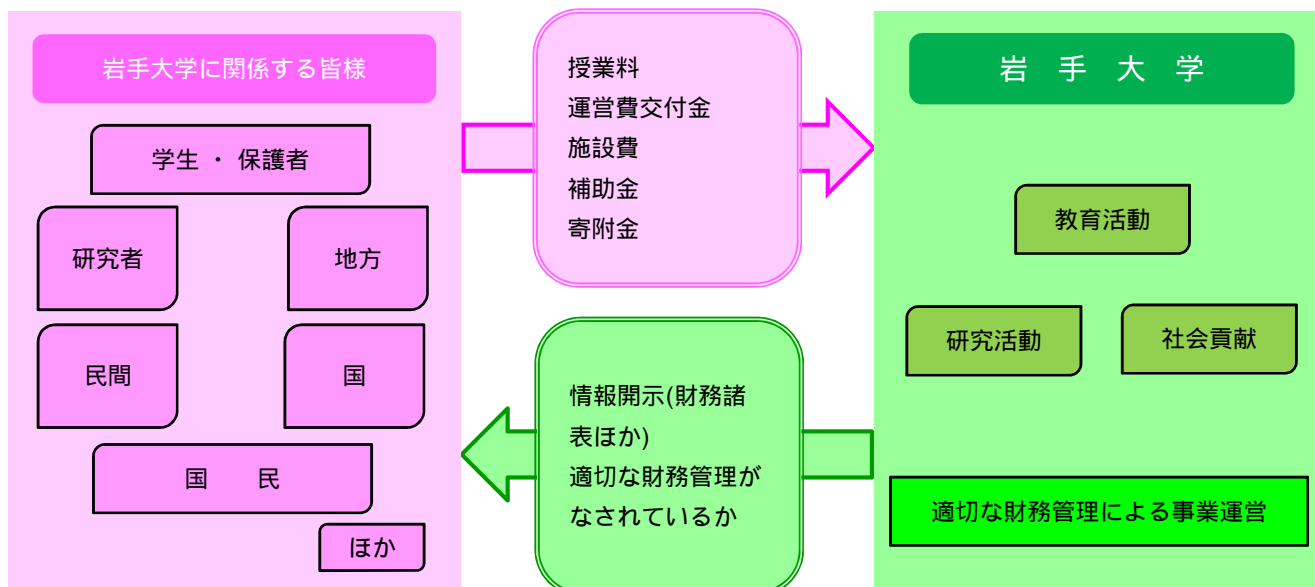 岩手大学に関係する皆様
学生 ・ 保護者
研究者
地方
民間
国
国　　民
ほか
授業料
運営費交付金
施設費
補助金
寄附金
情報開示(財務諸
表ほか)
適切な財務管理が
なされているか
岩　手　大　学
教育活動
研究活動
社会貢献
適切な財務管理による事業運営